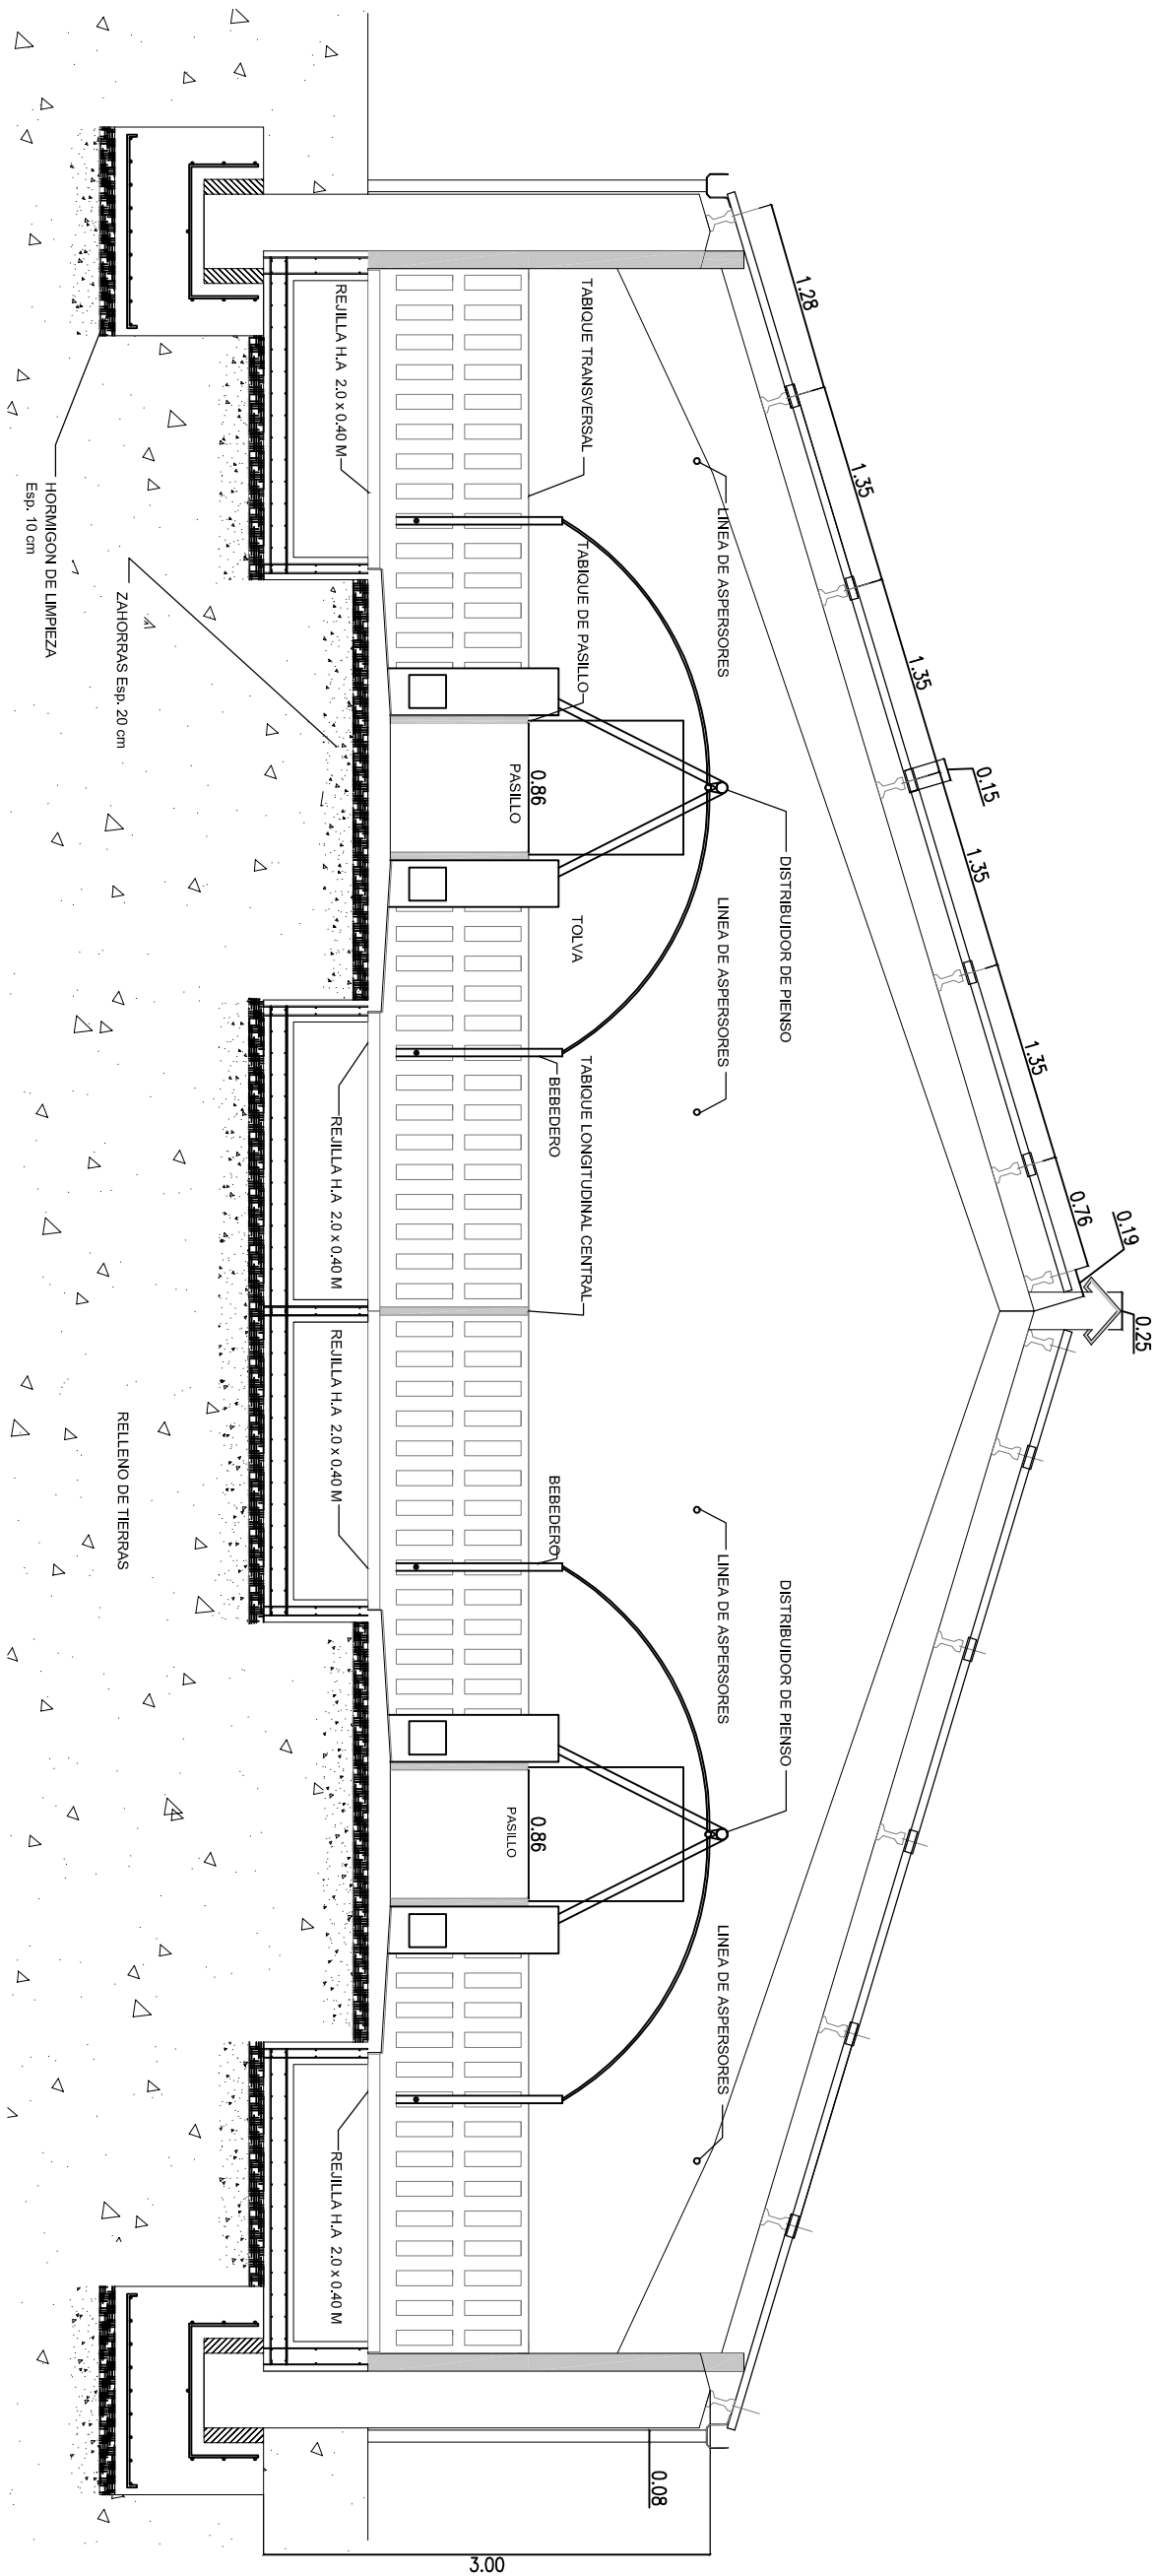 1.28
1.35
1.35
0.15
1.35
1.35
0.76
0.19
0.25
DISTRIBUIDOR DE PIENSO
DISTRIBUIDOR DE PIENSO
LINEA DE ASPERSORES
LINEA DE ASPERSORES
LINEA DE ASPERSORES
LINEA DE ASPERSORES
0.08
TABIQUE TRANSVERSAL
TABIQUE DE PASILLO
TOLVA
TABIQUE LONGITUDINAL CENTRAL
BEBEDERO
BEBEDERO
0.86
PASILLO
0.86
PASILLO
3.00
REJILLA H.A 2.0 x 0.40 M
REJILLA H.A 2.0 x 0.40 M
REJILLA H.A 2.0 x 0.40 M
REJILLA H.A 2.0 x 0.40 M
ZAHORRAS Esp. 20 cm
RELLENO DE TIERRAS
HORMIGON DE LIMPIEZA
Esp. 10 cm